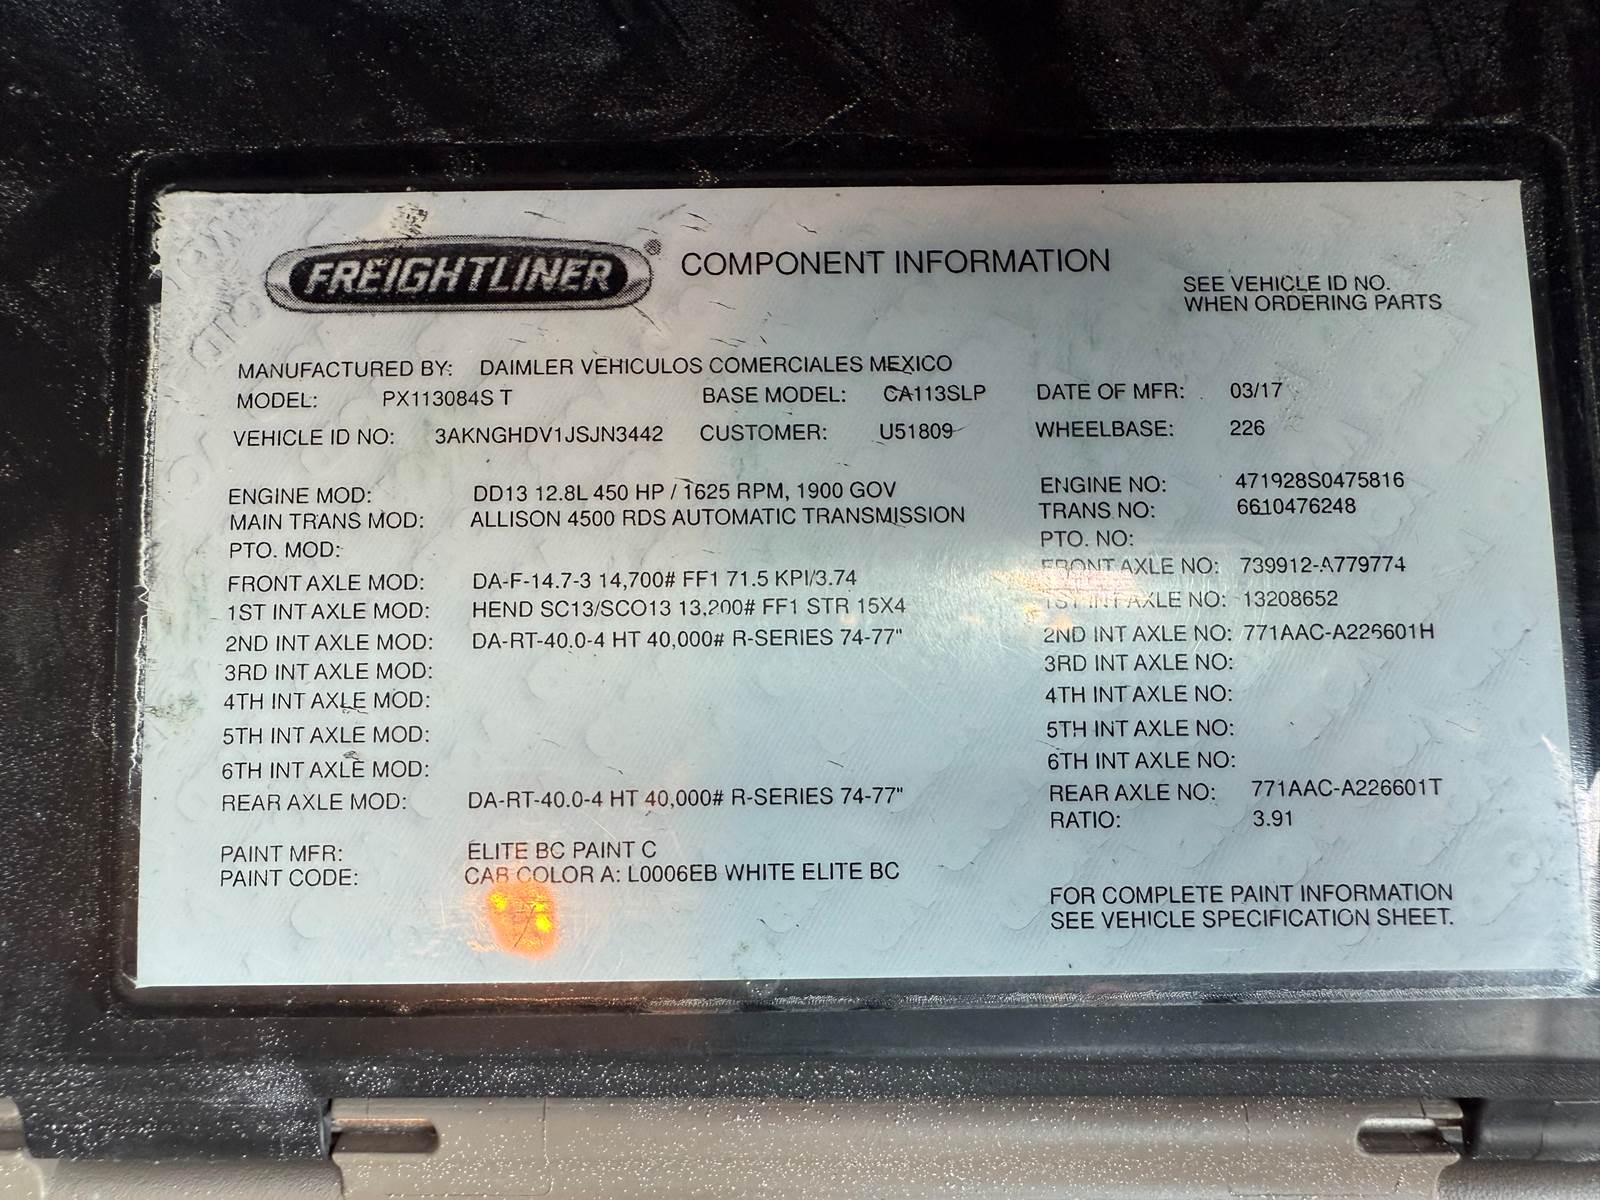 FREIGHTLINER ® COMPONENT INFORMATION
SEE VEHICLE ID NO.
WHEN ORDERING PARTS
MANUFACTURED BY: DAIMLER VEHICULOS COMERCIALES MEXICO
MODEL: PX113084S T BASE MODEL: CA113SLP DATE OF MFR: 03/17
VEHICLE ID NO: 3AKNGHDV1JSJN3442 CUSTOMER: U51809 WHEELBASE: 226
ENGINE MOD: DD13 12.8L 450 HP / 1625 RPM, 1900 GOV ENGINE NO: 471928S0475816
MAIN TRANS MOD: ALLISON 4500 RDS AUTOMATIC TRANSMISSION TRANS NO: 6610476248
PTO. MOD: PTO. NO:
FRONT AXLE MOD: DA-F-14.7-3 14,700# FF1 71.5 KPI/3.74 FRONT AXLE NO: 739912-A779774
1ST INT AXLE MOD: HEND SC13/SCO13 13,200# FF1 STR 15X4 1ST INT AXLE NO: 13208652
2ND INT AXLE MOD: DA-RT-40.0-4 HT 40,000# R-SERIES 74-77" 2ND INT AXLE NO: 771AAC-A226601H
3RD INT AXLE MOD: 3RD INT AXLE NO:
4TH INT AXLE MOD: 4TH INT AXLE NO:
5TH INT AXLE MOD: 5TH INT AXLE NO:
6TH INT AXLE MOD: 6TH INT AXLE NO:
REAR AXLE MOD: DA-RT-40.0-4 HT 40,000# R-SERIES 74-77" REAR AXLE NO: 771AAC-A226601T
RATIO: 3.91
PAINT MFR: ELITE BC PAINT C
PAINT CODE: CAB COLOR A: L0006EB WHITE ELITE BC
FOR COMPLETE PAINT INFORMATION
SEE VEHICLE SPECIFICATION SHEET.